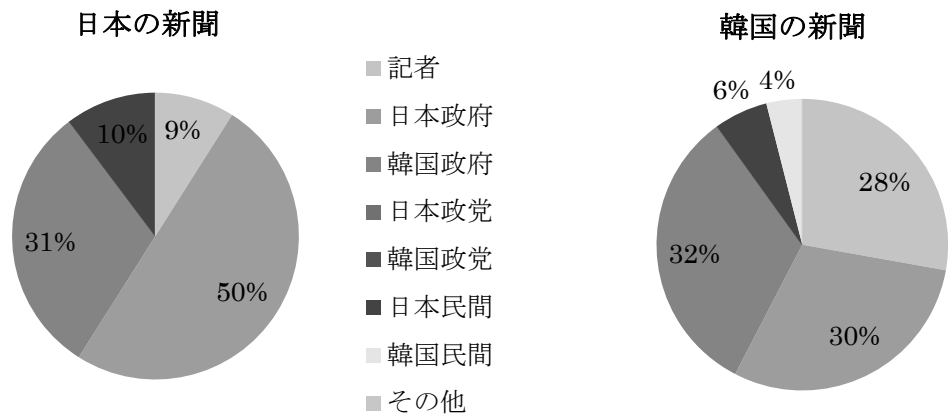 日本の新聞
10%
9%
31%
50%
記者
日本政府
韓国政府
日本政党
韓国政党
日本民間
韓国民間
その他
韓国の新聞
6%
4%
28%
32%
30%